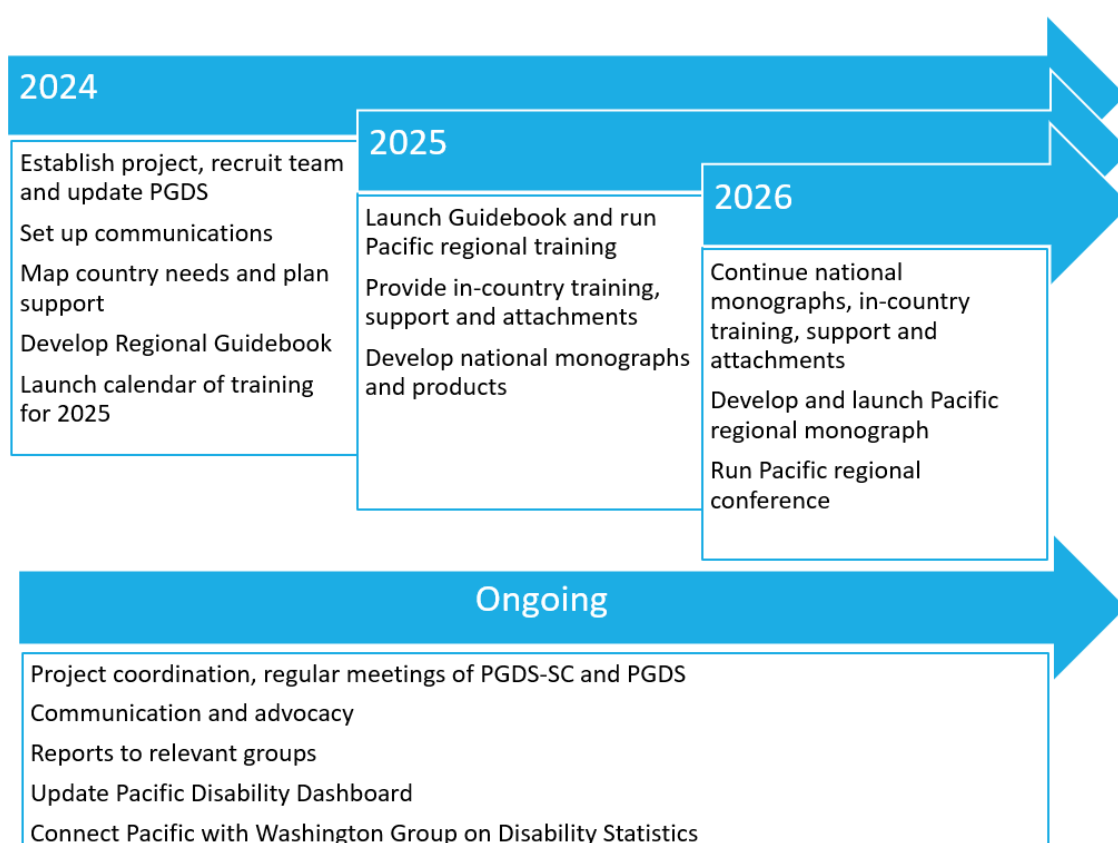 2024
Establish project, recruit team
and update PGDS
Set up communications
Map country needs and plan
support
Develop Regional Guidebook
Launch calendar of training
for 2025
2025
Launch Guidebook and run
Pacific regional training
Provide in-country training,
support and attachments
Develop national monographs
and products
2026
Continue national
monographs, in-country
training, support and
attachments
Develop and launch Pacific
regional monograph
Run Pacific regional
conference
Ongoing
Project coordination, regular meetings of PGDS-SC and PGDS
Communication and advocacy
Reports to relevant groups
Update Pacific Disability Dashboard
Connect Pacific with Washington Group on Disability Statistics